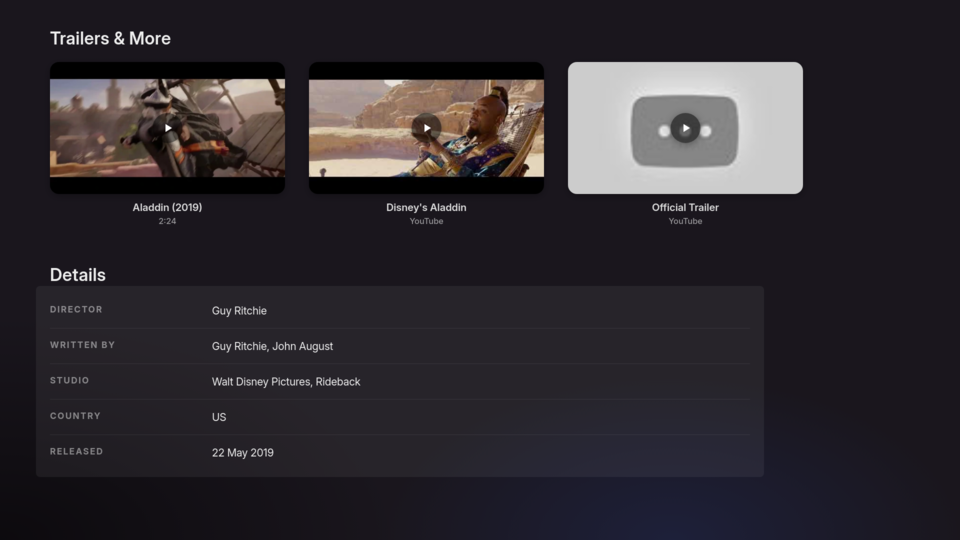 Trailers & More
Aladdin (2019)
2:24
Disney's Aladdin
YouTube
Official Trailer
YouTube
Details
DIRECTOR
Guy Ritchie
WRITTEN BY
Guy Ritchie, John August
STUDIO
Walt Disney Pictures, Rideback
COUNTRY
US
RELEASED
22 May 2019